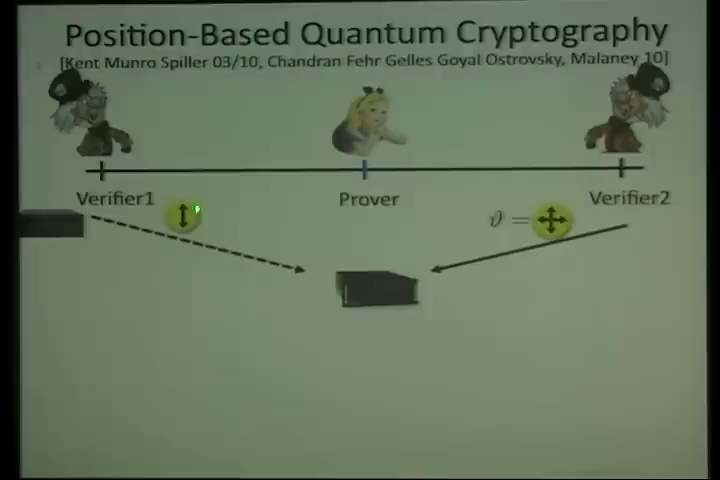 Position-Based Quantum Cryptography
[Kent Munro Spiller 03/10, Chandran Fehr Gelles Goyal Ostrovsky, Malaney 10]
Verifier1 Prover Verifier2
ϑ =